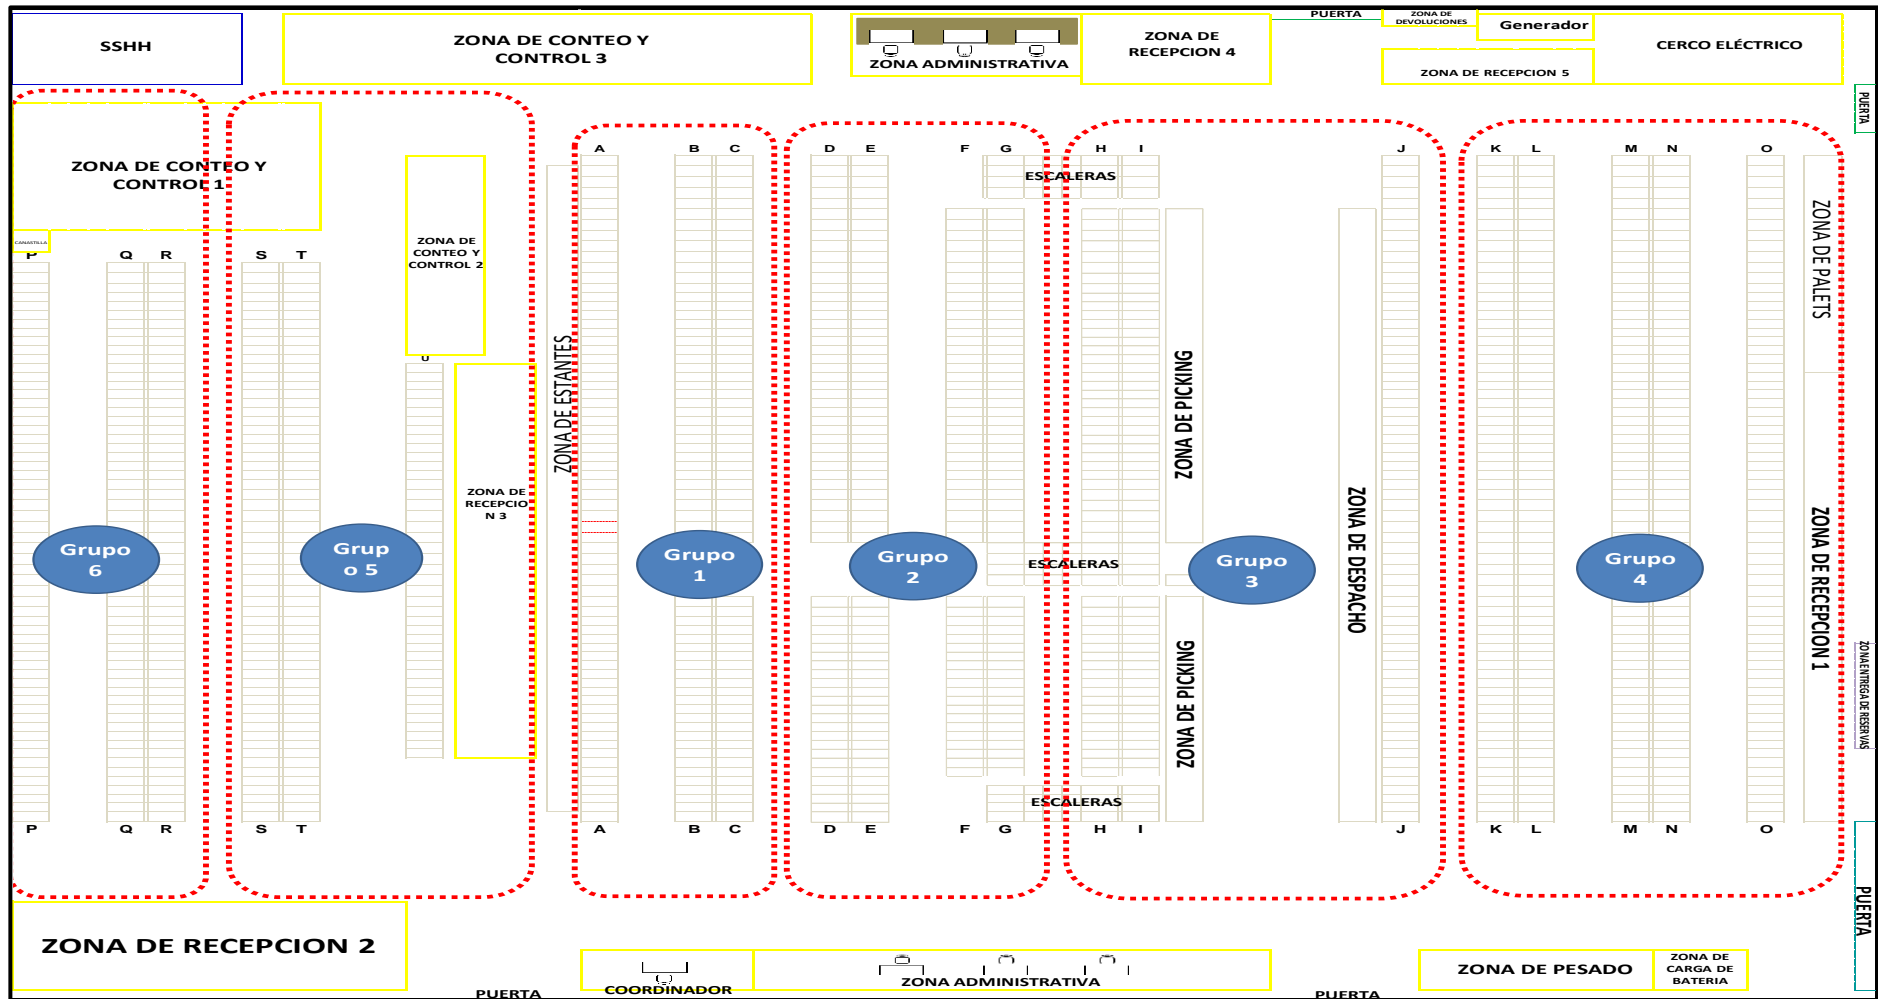 SSHH
ZONA DE CONTEO Y
CONTROL 3
ZONA ADMINISTRATIVA
ZONA DE
RECEPCION 4
PUERTA
ZONA DE
DEVOLUCIONES
Generador
ZONA DE RECEPCION 5
CERCO ELÉCTRICO
PUERTA
ZONA DE CONTEO Y
CONTROL 1
CANASTILLA
ZONA DE
CONTEO Y
CONTROL 2
A B C D E F G H I J K L M N O
ESCALERAS
P Q R S T
U
ZONA DE ESTANTES
ZONA DE
RECEPCIO
N 3
ZONA DE PICKING
ZONA DE PALETS
ZONA DE DESPACHO
ZONA DE RECEPCION 1
Grupo
6
Grup
o 5
Grupo
1
Grupo
2
ESCALERAS
Grupo
3
Grupo
4
ZONA DE PICKING
ZONA ENTREGA DE RESERVAS
ESCALERAS
P Q R S T A B C D E F G H I J K L M N O
PUERTA
ZONA DE RECEPCION 2
PUERTA
COORDINADOR
ZONA ADMINISTRATIVA
PUERTA
ZONA DE PESADO
ZONA DE
CARGA DE
BATERIA